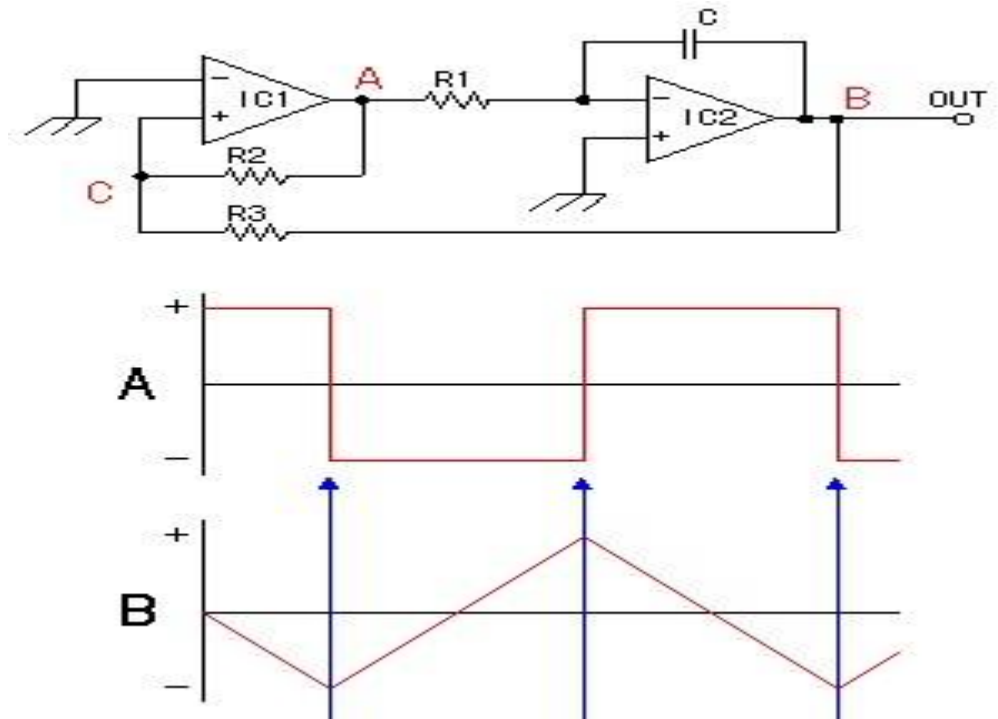 C
A
R1
B
OUT
-
IC1
+
-
IC2
+
R2
C
R3
+
A
-
+
B
-